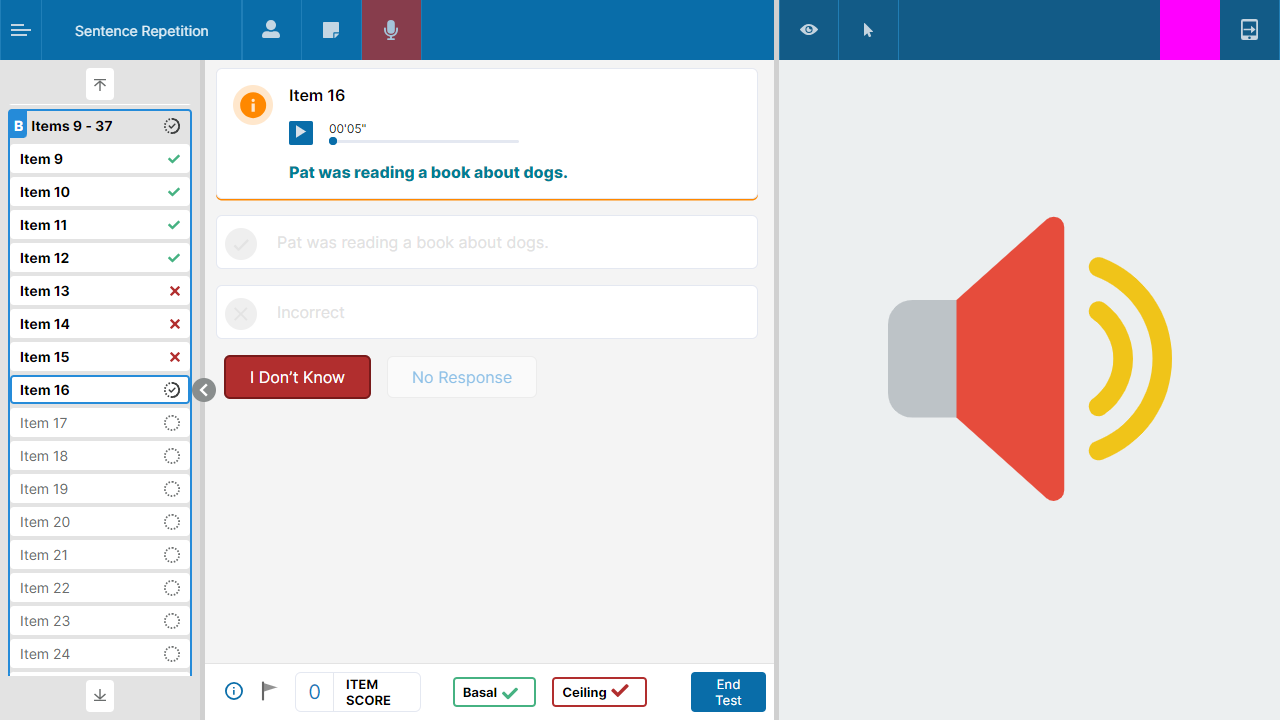 Sentence Repetition
B Items 9 - 37
Item 9
Item 10
Item 11
Item 12
Item 13
Item 14
Item 15
Item 16
Item 17
Item 18
Item 19
Item 20
Item 21
Item 22
Item 23
Item 24
Item 16
00'05"
Pat was reading a book about dogs.
Pat was reading a book about dogs.
Incorrect
I Don’t Know
No Response
0
ITEM
SCORE
Basal
Ceiling
End
Test